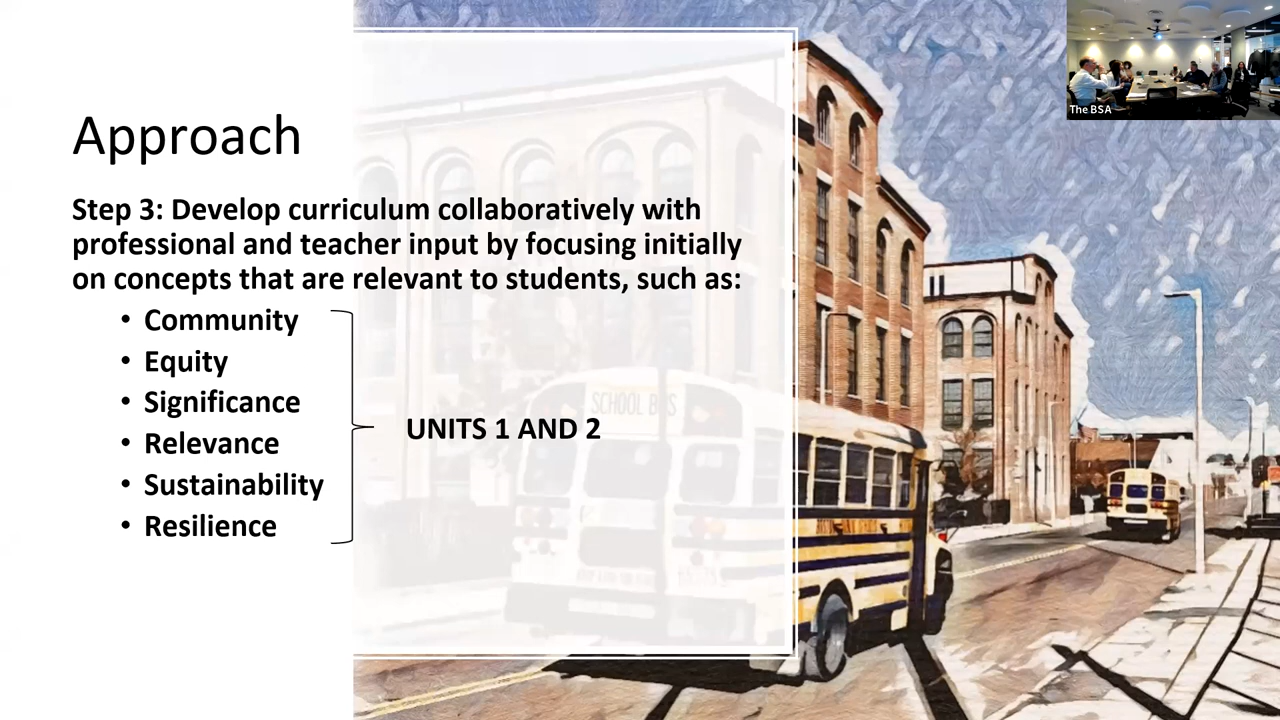 The BSA
Approach
Step 3: Develop curriculum collaboratively with
professional and teacher input by focusing initially
on concepts that are relevant to students, such as:
• Community
• Equity
• Significance
• Relevance
• Sustainability
• Resilience
UNITS 1 AND 2
SCHOOL BUS